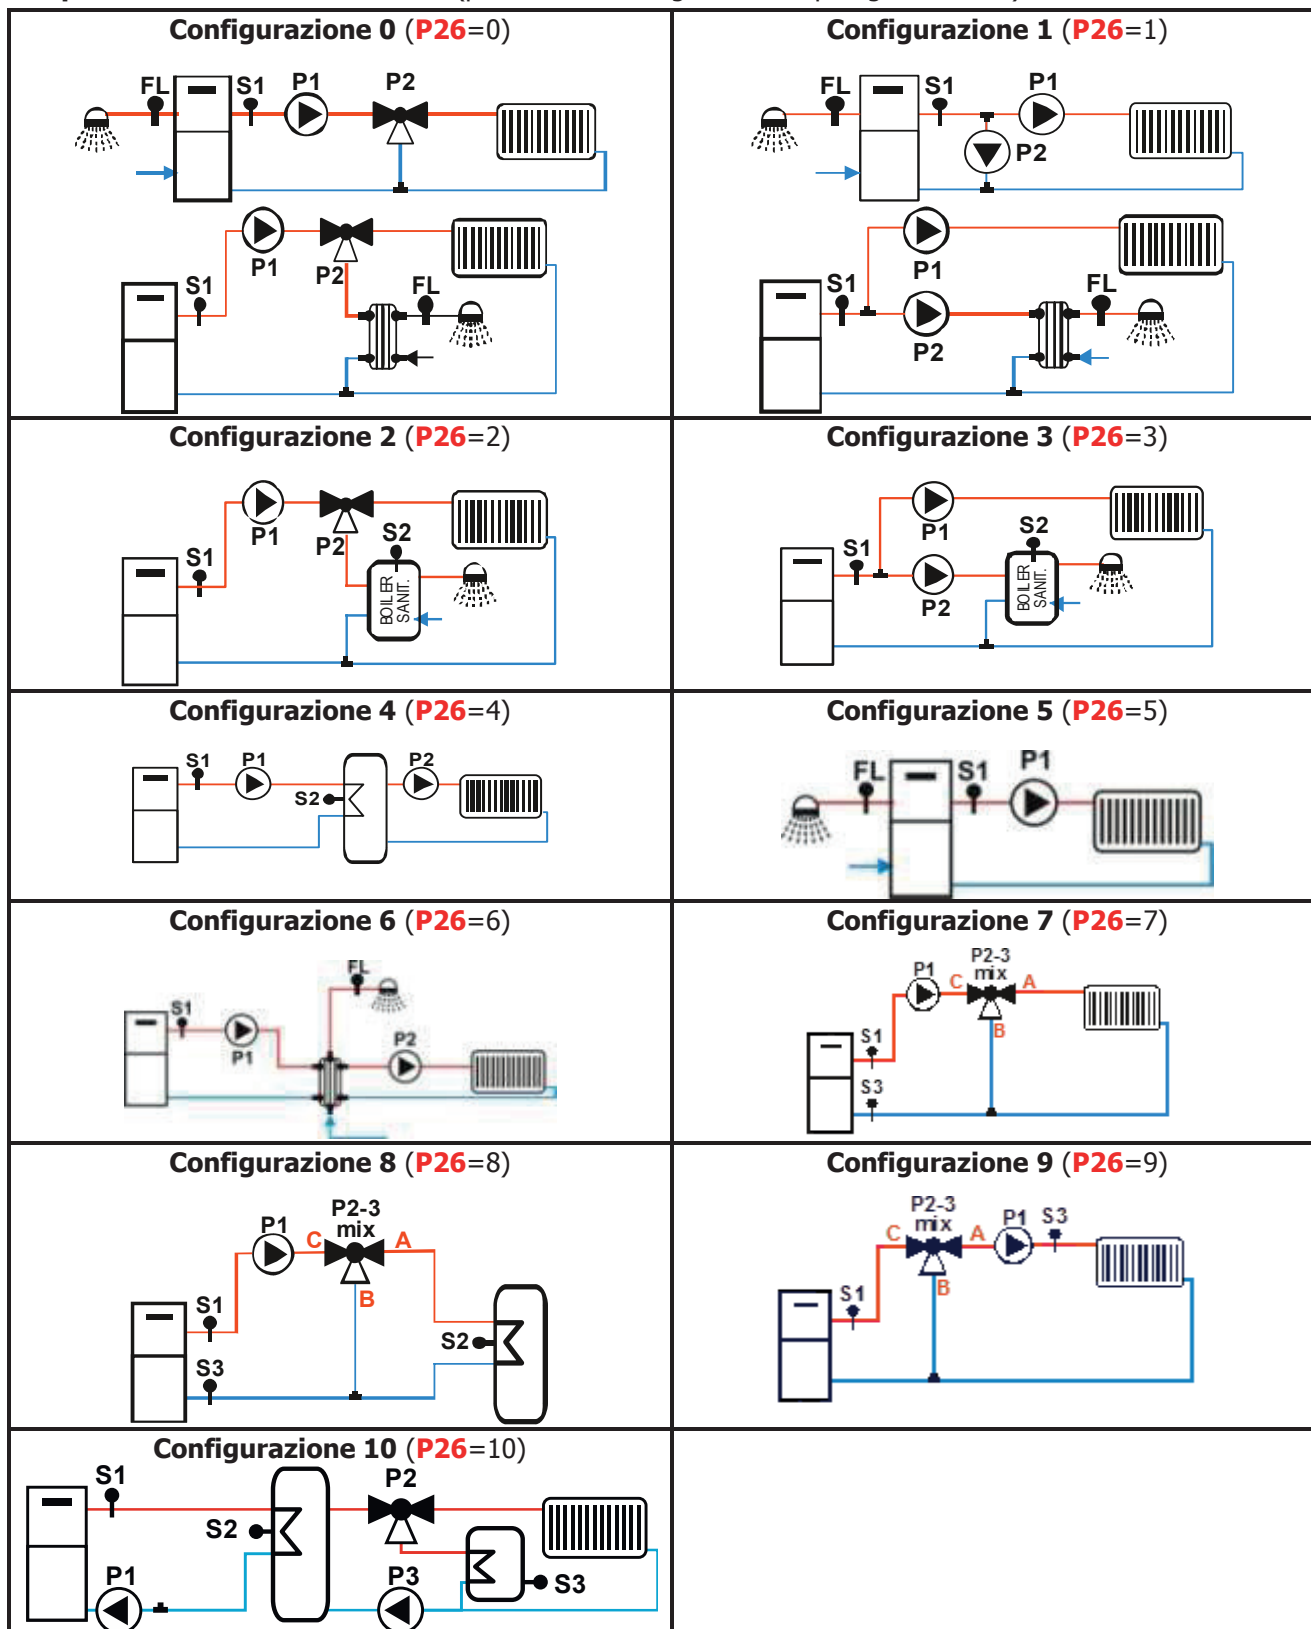 Configurazione 0 (P26=0)
FL S1 P1 P2
P1 P2
S1 FL
Configurazione 1 (P26=1)
FL S1 P1
P2
P1
S1 FL
P2
Configurazione 2 (P26=2)
P1 P2 S2
S1
BOILER
SANIT.
Configurazione 3 (P26=3)
P1 S2
S1
P2
BOILER
SANIT.
Configurazione 4 (P26=4)
S1 P1 P2
S2
Configurazione 5 (P26=5)
FL S1 P1
Configurazione 6 (P26=6)
FL
S1
P1 P2
Configurazione 7 (P26=7)
P2-3
mix
P1 C A
B
S1
S3
Configurazione 8 (P26=8)
P2-3
mix
P1 C A
B
S1
S2
S3
Configurazione 9 (P26=9)
P2-3
mix
C A P1 S3
B
S1
Configurazione 10 (P26=10)
S1 P2
S2
P1 P3 S3